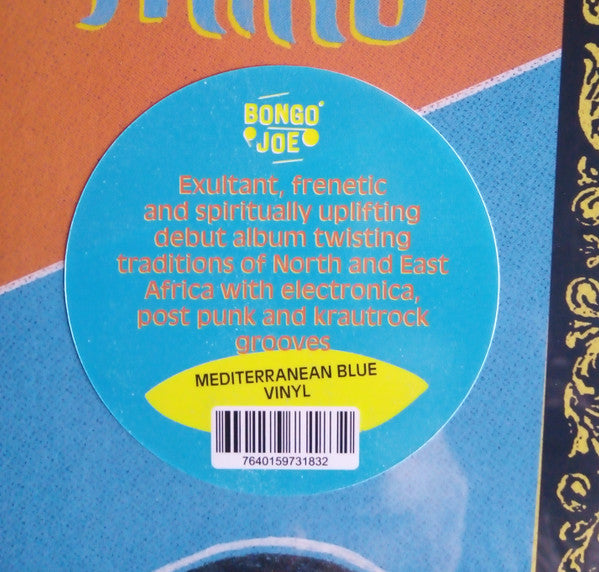 BONGO
JOE
Exultant, frenetic
and spiritually uplifting
debut album twisting
traditions of North and East
Africa with electronica,
post punk and krautrock
grooves
MEDITERRANEAN BLUE
VINYL
7640159731832